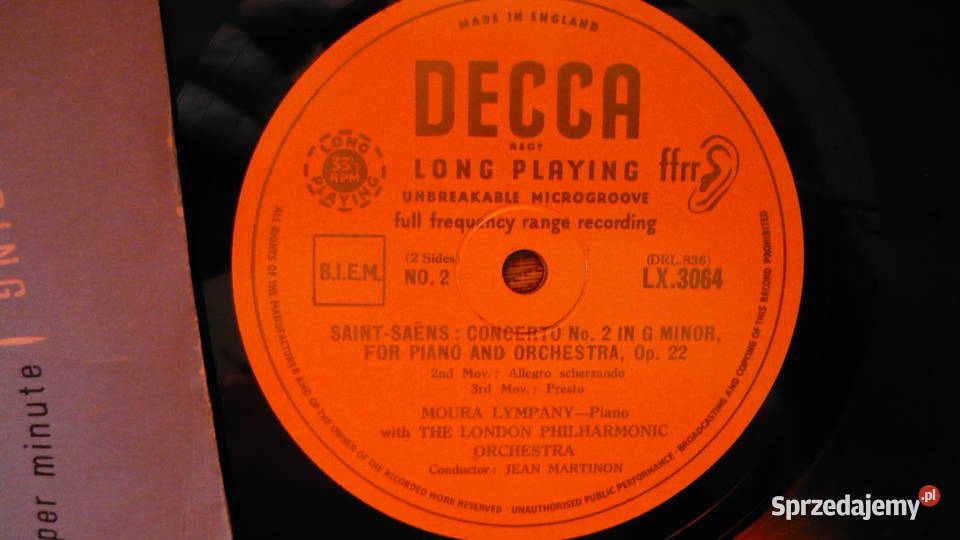 MADE IN ENGLAND
DECCA
REGD
LONG PLAYING
33⅓
RPM
LONG PLAYING
ffrr
UNBREAKABLE MICROGROOVE
full frequency range recording
B.I.E.M.
(2 Sides)
NO. 2
(DRL.836)
LX.3064
SAINT-SAËNS : CONCERTO No. 2 IN G MINOR,
FOR PIANO AND ORCHESTRA, Op. 22
2nd Mov. : Allegro scherzando
3rd Mov. : Presto
MOURA LYMPANY—Piano
with THE LONDON PHILHARMONIC
ORCHESTRA
Conductor : JEAN MARTINON
ALL RIGHTS OF THE MANUFACTURER AND OF THE OWNER OF THE RECORDED WORK RESERVED · UNAUTHORISED PUBLIC PERFORMANCE · BROADCASTING AND COPYING OF THIS RECORD PROHIBITED
per minute
Sprzedajemy.pl